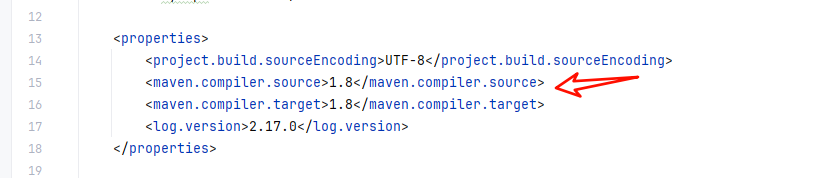 12
13 <properties>
14 <project.build.sourceEncoding>UTF-8</project.build.sourceEncoding>
15 <maven.compiler.source>1.8</maven.compiler.source>
16 <maven.compiler.target>1.8</maven.compiler.target>
17 <log.version>2.17.0</log.version>
18 </properties>
19